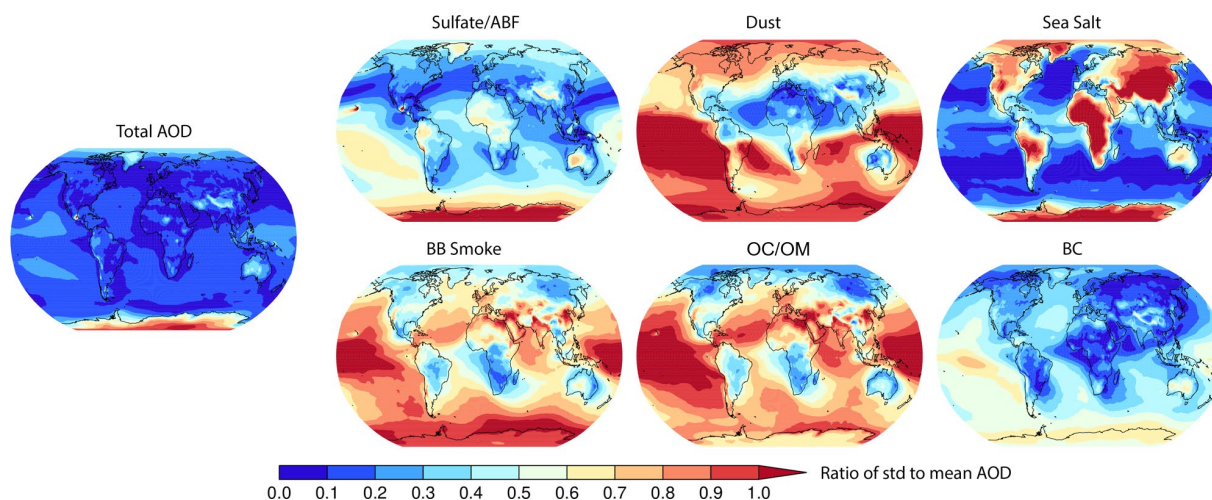 Total AOD
Sulfate/ABF
Dust
Sea Salt
BB Smoke
OC/OM
BC
0.0 0.1 0.2 0.3 0.4 0.5 0.6 0.7 0.8 0.9 1.0
Ratio of std to mean AOD